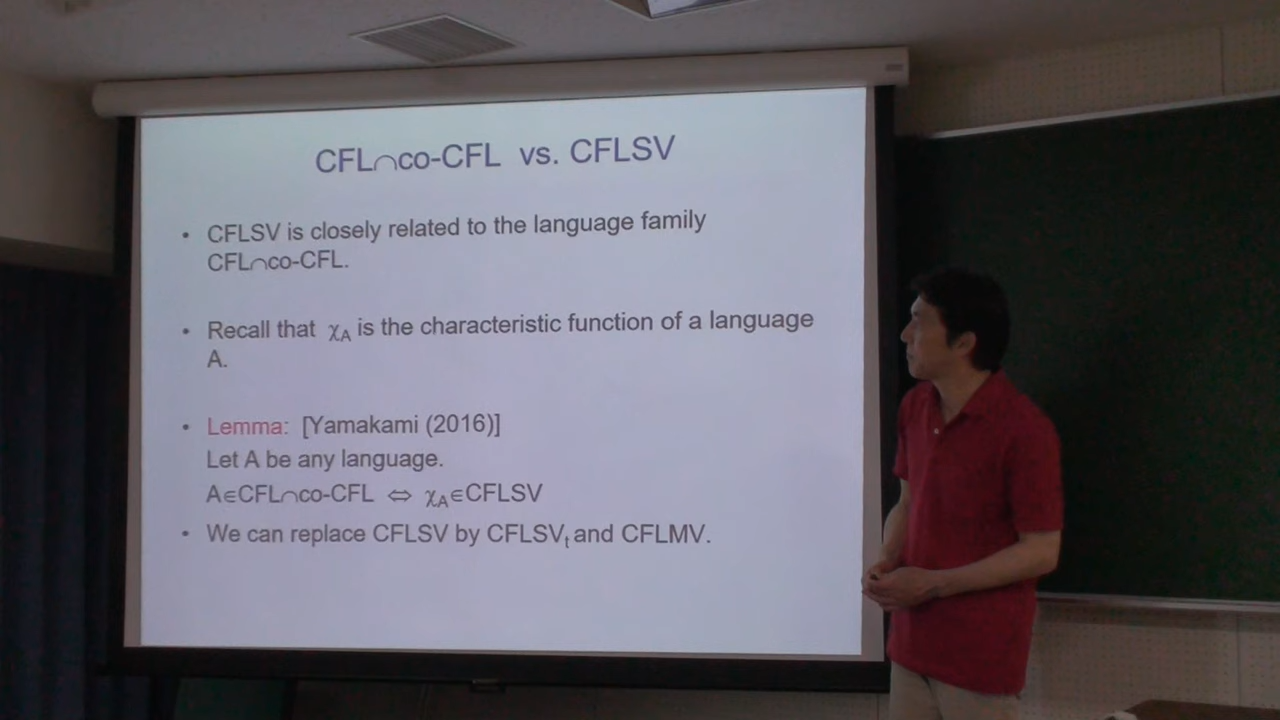 CFL∩co-CFL vs. CFLSV
• CFLSV is closely related to the language family
CFL∩co-CFL.
• Recall that χA is the characteristic function of a language
A.
• Lemma: [Yamakami (2016)]
Let A be any language.
A∈CFL∩co-CFL ⇔ χA∈CFLSV
• We can replace CFLSV by CFLSVt and CFLMV.